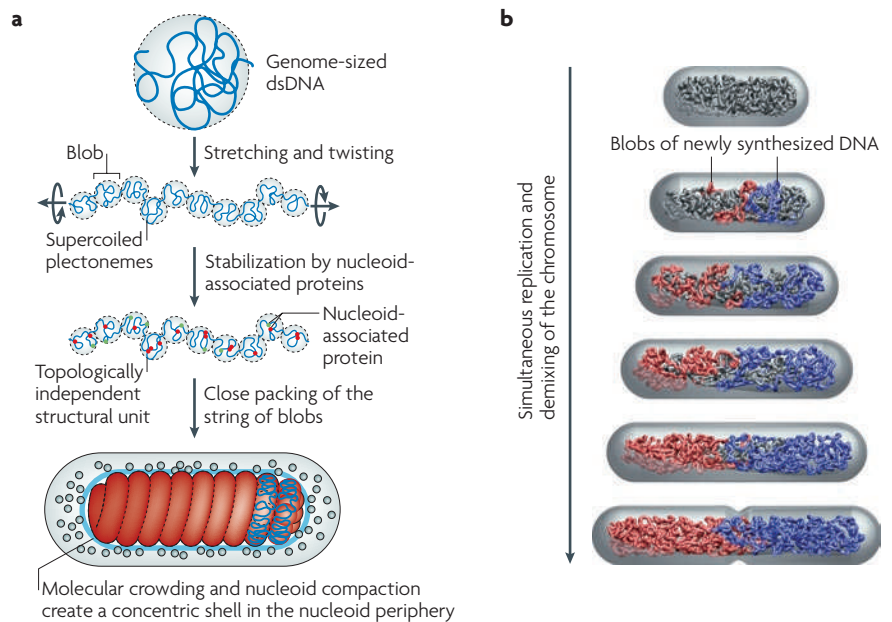 a
Genome-sized
dsDNA
Blob
Stretching and twisting
Supercoiled
plectonemes
Stabilization by nucleoid-
associated proteins
Nucleoid-
associated
protein
Topologically
independent
structural unit
Close packing of the
string of blobs
Molecular crowding and nucleoid compaction
create a concentric shell in the nucleoid periphery
b
Blobs of newly synthesized DNA
Simultaneous replication and
demixing of the chromosome